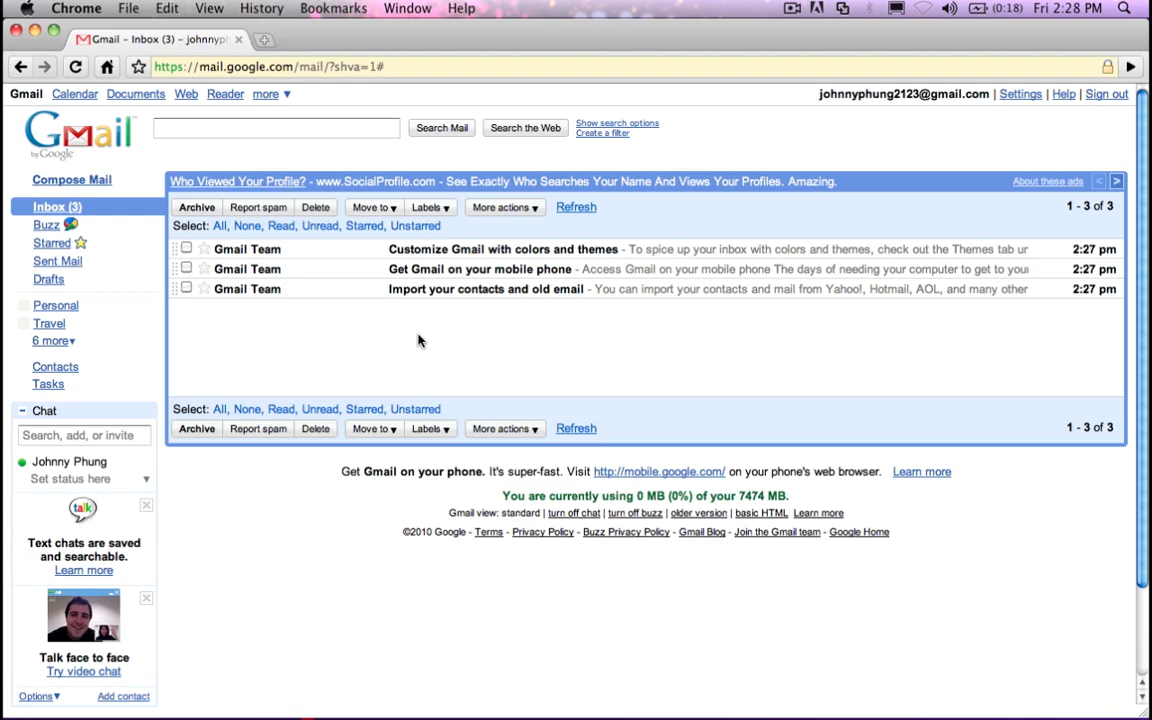 Chrome File Edit View History Bookmarks Window Help (0:18) Fri 2:28 PM
Gmail – Inbox (3) – johnnyph
https://mail.google.com/mail/?shva=1#
Gmail Calendar Documents Web Reader more ▼ johnnyphung2123@gmail.com | Settings | Help | Sign out
Gmail by Google Search Mail Search the Web Show search options
Create a filter
Compose Mail
Who Viewed Your Profile? - www.SocialProfile.com - See Exactly Who Searches Your Name And Views Your Profiles. Amazing. About these ads < >
Inbox (3)
Buzz
Starred
Sent Mail
Drafts
Personal
Travel
6 more▼
Contacts
Tasks
Archive Report spam Delete Move to▼ Labels▼ More actions▼ Refresh 1 - 3 of 3
Select: All, None, Read, Unread, Starred, Unstarred
Gmail Team Customize Gmail with colors and themes - To spice up your inbox with colors and themes, check out the Themes tab ur 2:27 pm
Gmail Team Get Gmail on your mobile phone - Access Gmail on your mobile phone The days of needing your computer to get to you 2:27 pm
Gmail Team Import your contacts and old email - You can import your contacts and mail from Yahoo!, Hotmail, AOL, and many other 2:27 pm
Select: All, None, Read, Unread, Starred, Unstarred
Archive Report spam Delete Move to▼ Labels▼ More actions▼ Refresh 1 - 3 of 3
− Chat
Search, add, or invite
Johnny Phung
Set status here ▼
talk
Text chats are saved
and searchable.
Learn more
Talk face to face
Try video chat
Options▼ Add contact
Get Gmail on your phone. It's super-fast. Visit http://mobile.google.com/ on your phone's web browser. Learn more
You are currently using 0 MB (0%) of your 7474 MB.
Gmail view: standard | turn off chat | turn off buzz | older version | basic HTML Learn more
©2010 Google - Terms - Privacy Policy - Buzz Privacy Policy - Gmail Blog - Join the Gmail team - Google Home